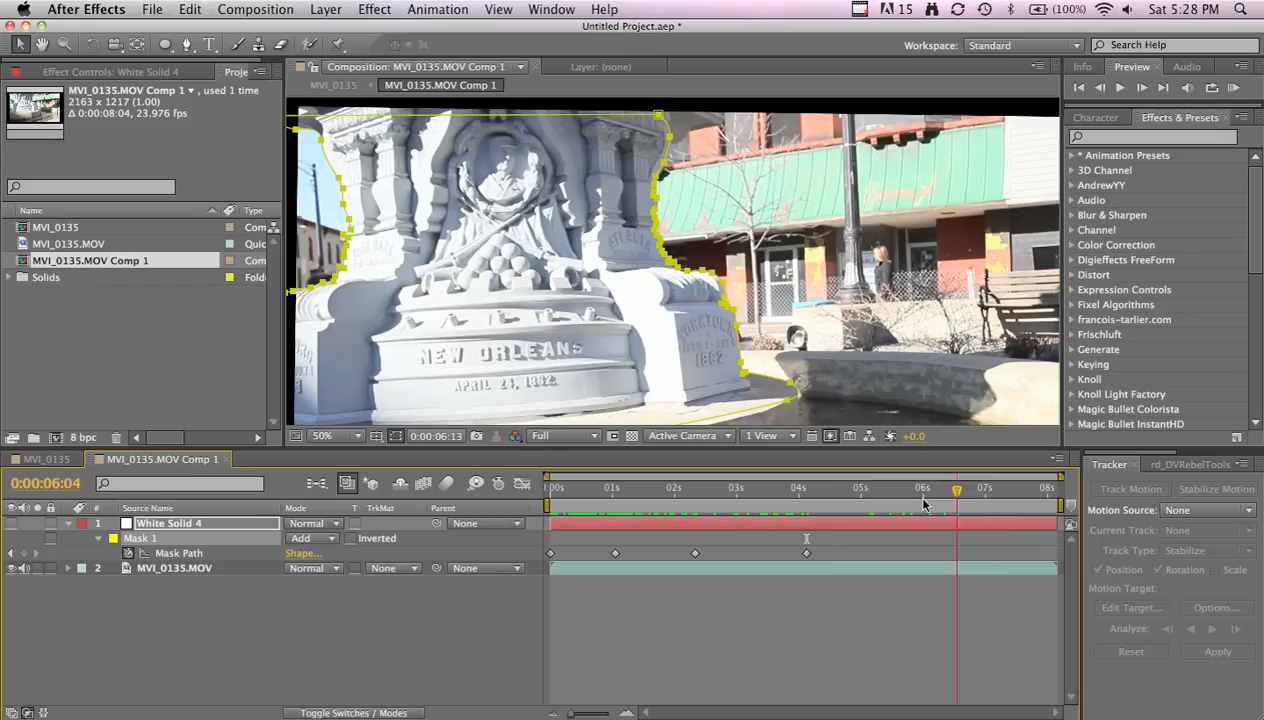 After Effects File Edit Composition Layer Effect Animation View Window Help 15 (100%) Sat 5:28 PM
Untitled Project.aep *
Workspace: Standard Search Help
Effect Controls: White Solid 4 Proje
Composition: MVI_0135.MOV Comp 1 Layer: (none)
Info Preview Audio
MVI_0135 MVI_0135.MOV Comp 1
MVI_0135.MOV Comp 1 , used 1 time
2163 x 1217 (1.00)
Δ 0:00:08:04, 23.976 fps
Name Type
MVI_0135 Com
MVI_0135.MOV Quic
MVI_0135.MOV Comp 1 Com
Solids Folde
8 bpc
NEW ORLEANS
APRIL 24, 1862.
YORKTOWN
1862
50% 0:00:06:13 Full Active Camera 1 View +0.0
Character Effects & Presets
* Animation Presets
3D Channel
AndrewYY
Audio
Blur & Sharpen
Channel
Color Correction
Digieffects FreeForm
Distort
Expression Controls
Fixel Algorithms
francois-tarlier.com
Frischluft
Generate
Keying
Knoll
Knoll Light Factory
Magic Bullet Colorista
Magic Bullet InstantHD
MVI_0135 MVI_0135.MOV Comp 1
0:00:06:04
0:00s 01s 02s 03s 04s 05s 06s 07s 08s
# Source Name Mode T TrkMat Parent
1 White Solid 4 Normal None
Mask 1 Add Inverted
Mask Path Shape...
2 MVI_0135.MOV Normal None None
Toggle Switches / Modes
Tracker rd_DVRebelTools
Track Motion Stabilize Motion
Motion Source: None
Current Track: None
Track Type: Stabilize
Position Rotation Scale
Motion Target:
Edit Target... Options...
Analyze:
Reset Apply